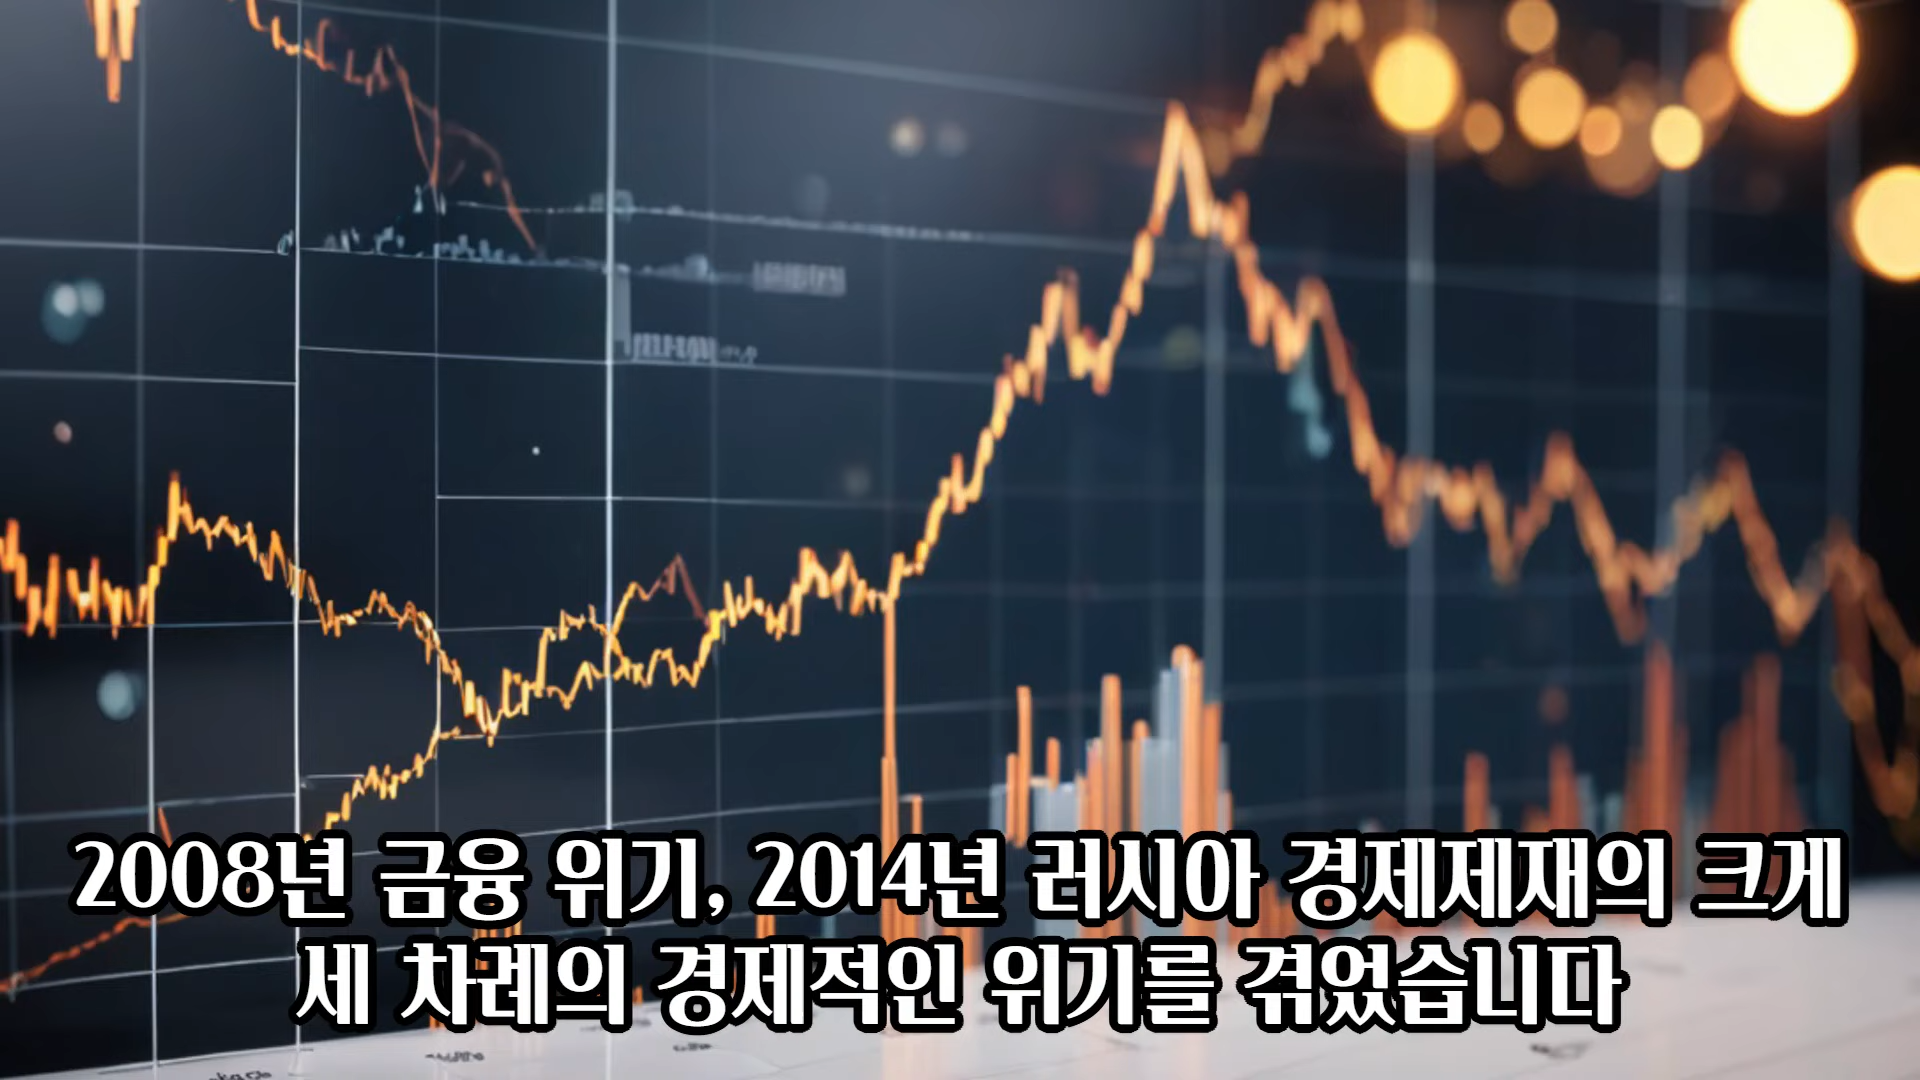 2008년 금융 위기, 2014년 러시아 경제제재의 크게
세 차례의 경제적인 위기를 겪었습니다